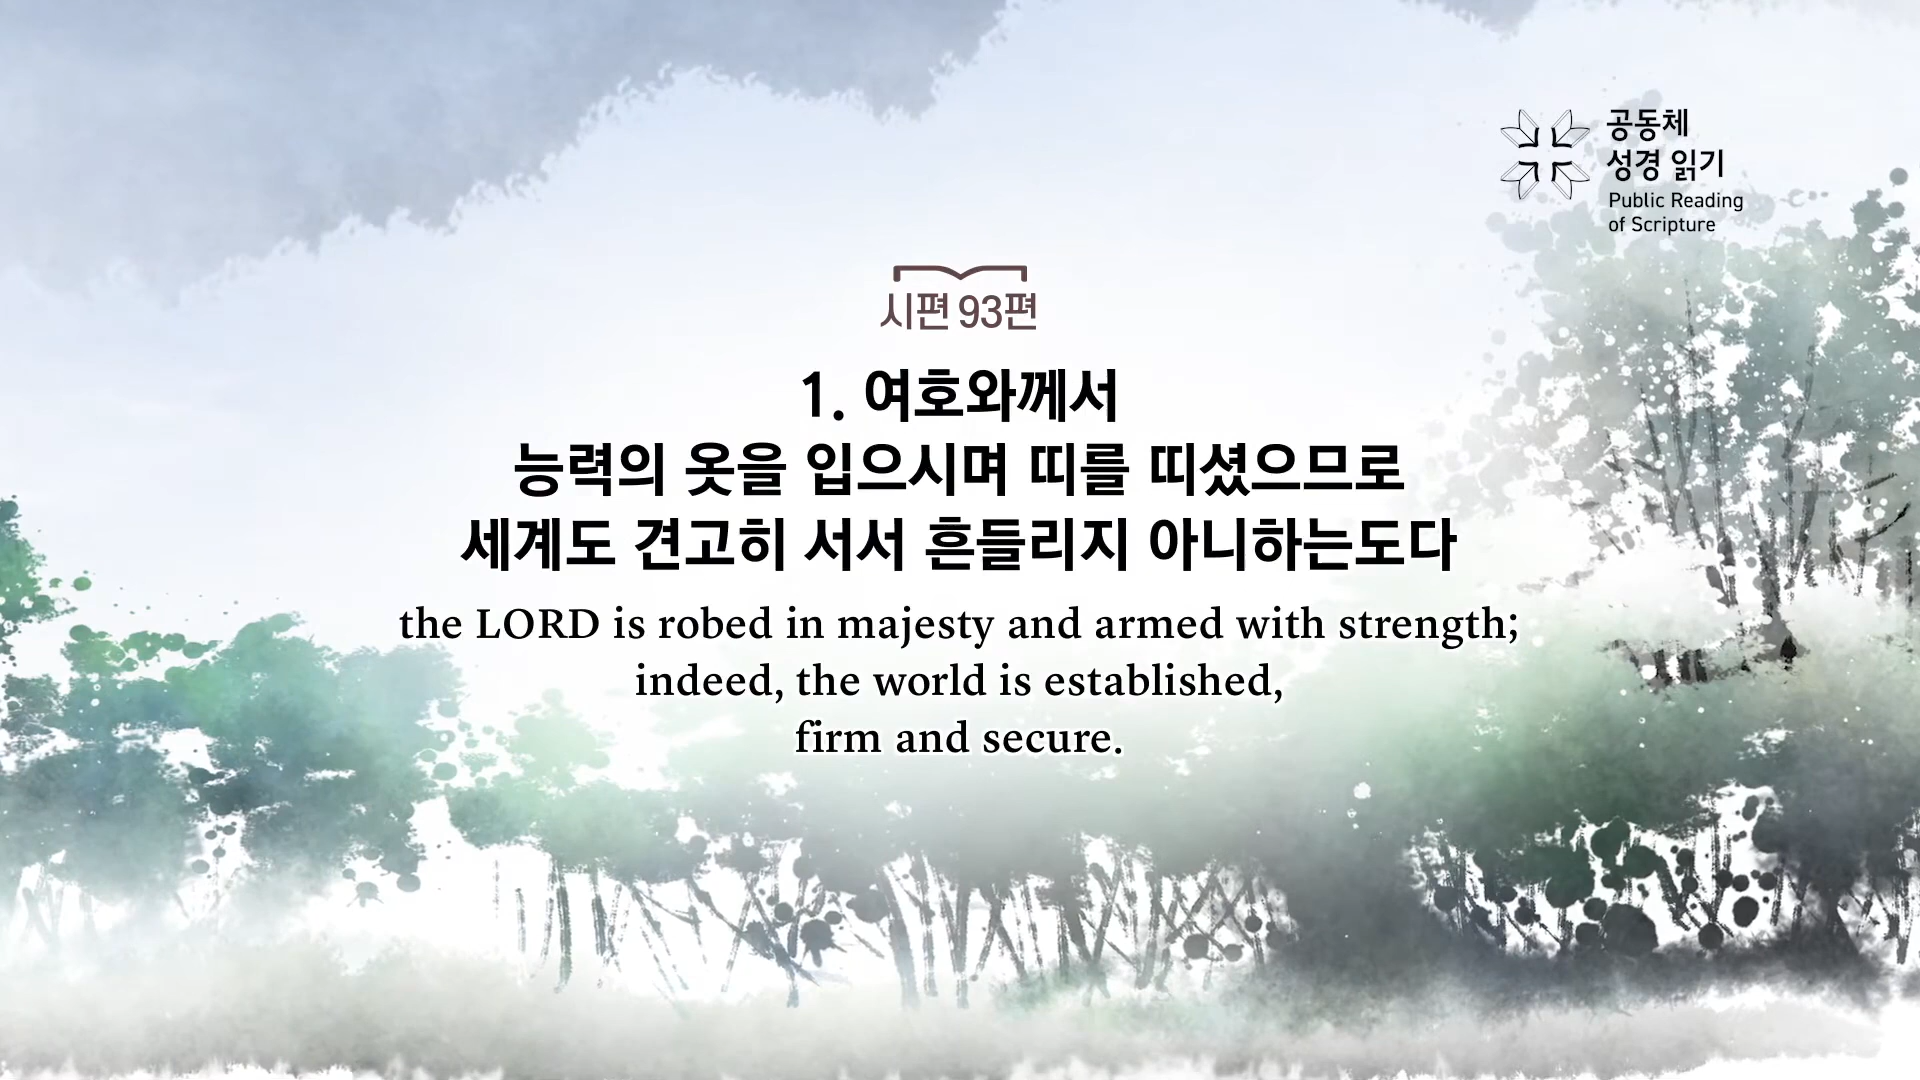 공동체
성경 읽기
Public Reading
of Scripture
시편 93편
1. 여호와께서
능력의 옷을 입으시며 띠를 띠셨으므로
세계도 견고히 서서 흔들리지 아니하는도다
the LORD is robed in majesty and armed with strength;
indeed, the world is established,
firm and secure.